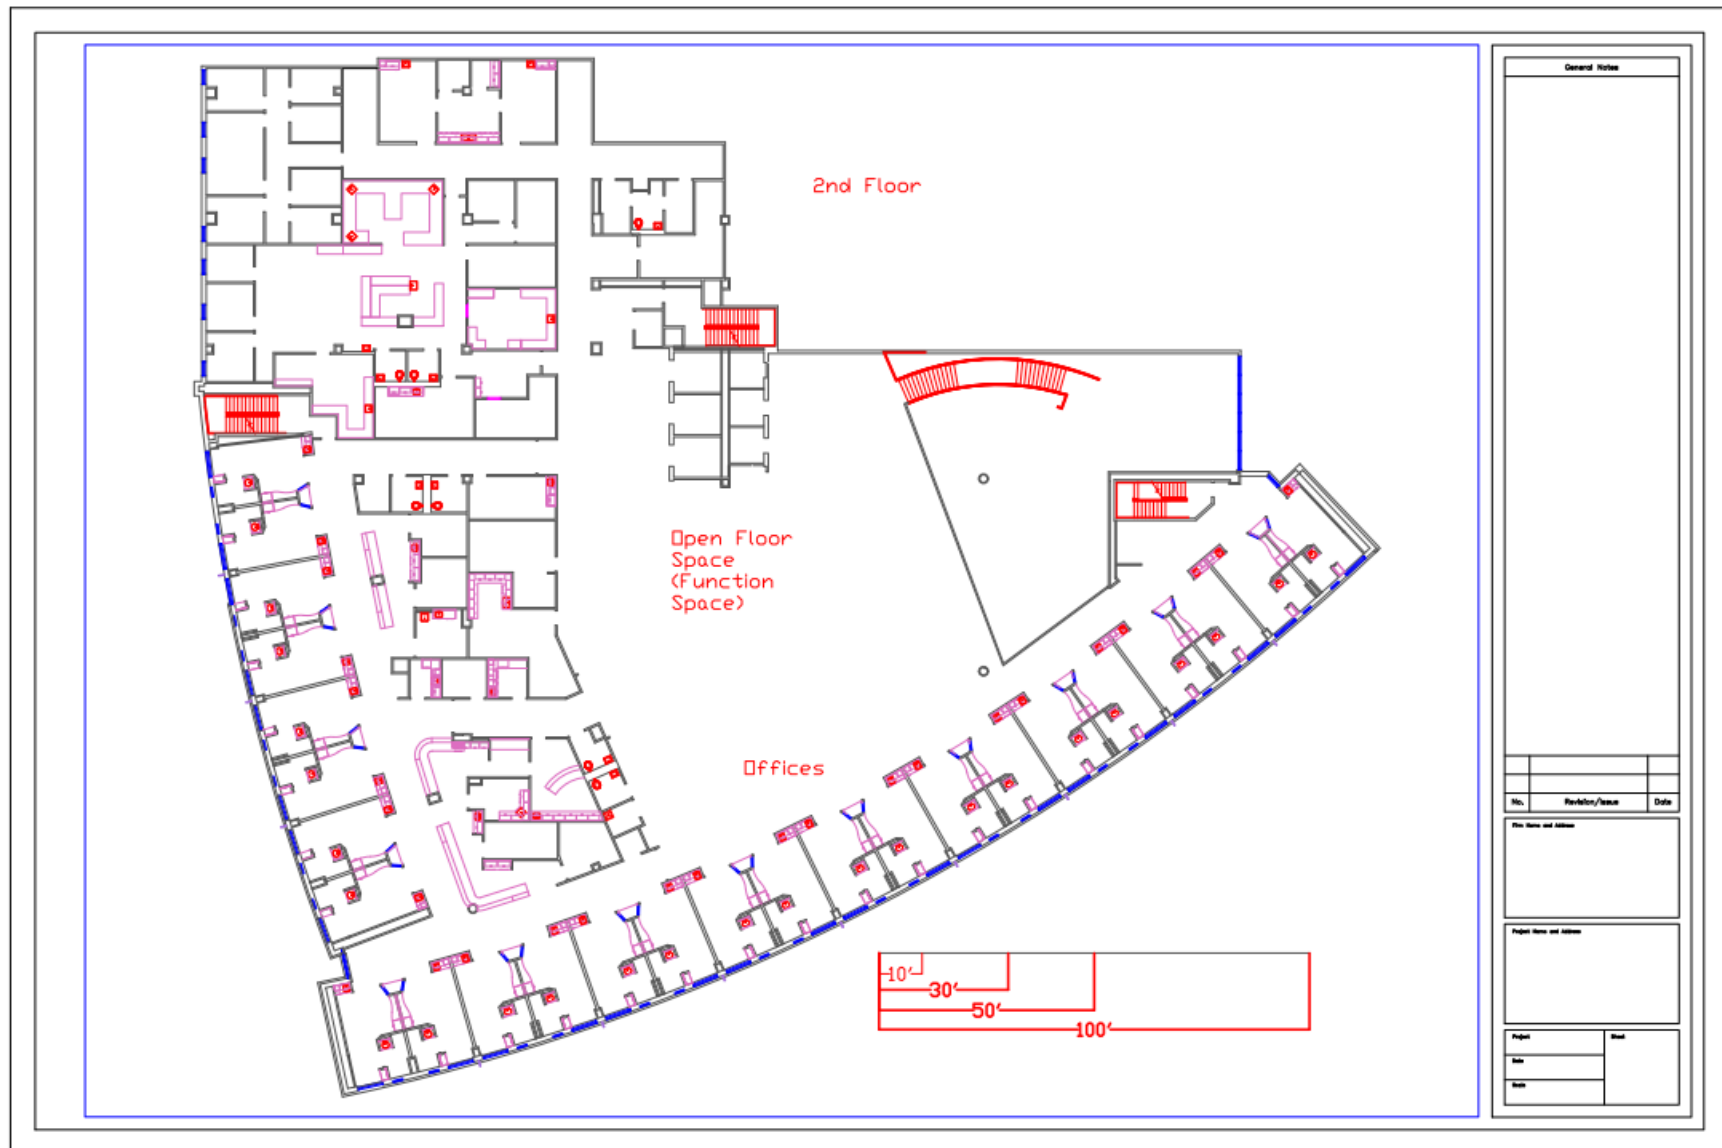 General Notes
2nd Floor
Open Floor
Space
(Function
Space)
Offices
10'
30'
50'
100'
No.
Revision/Issue
Date
Firm Name and Address
Project Name and Address
Project
Sheet
Date
Scale